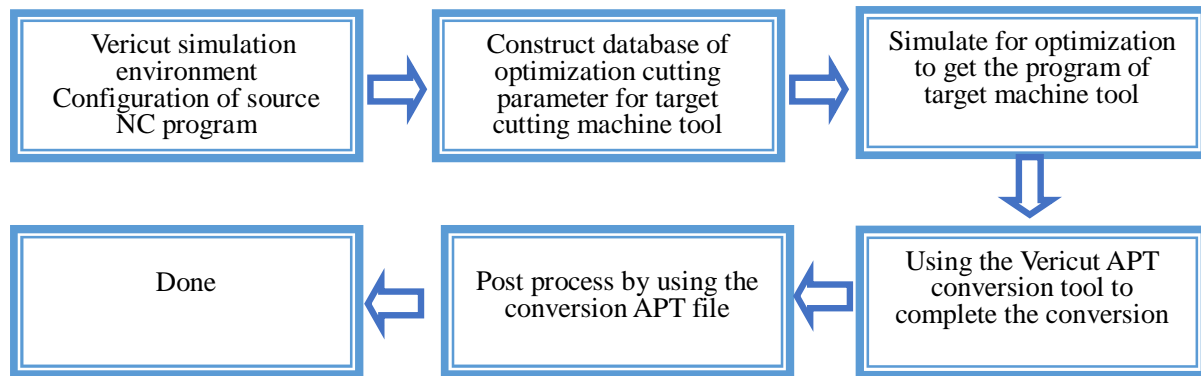 Vericut simulation
environment
Configuration of source
NC program
Construct database of
optimization cutting
parameter for target
cutting machine tool
Simulate for optimization
to get the program of
target machine tool
Using the Vericut APT
conversion tool to
complete the conversion
Post process by using the
conversion APT file
Done